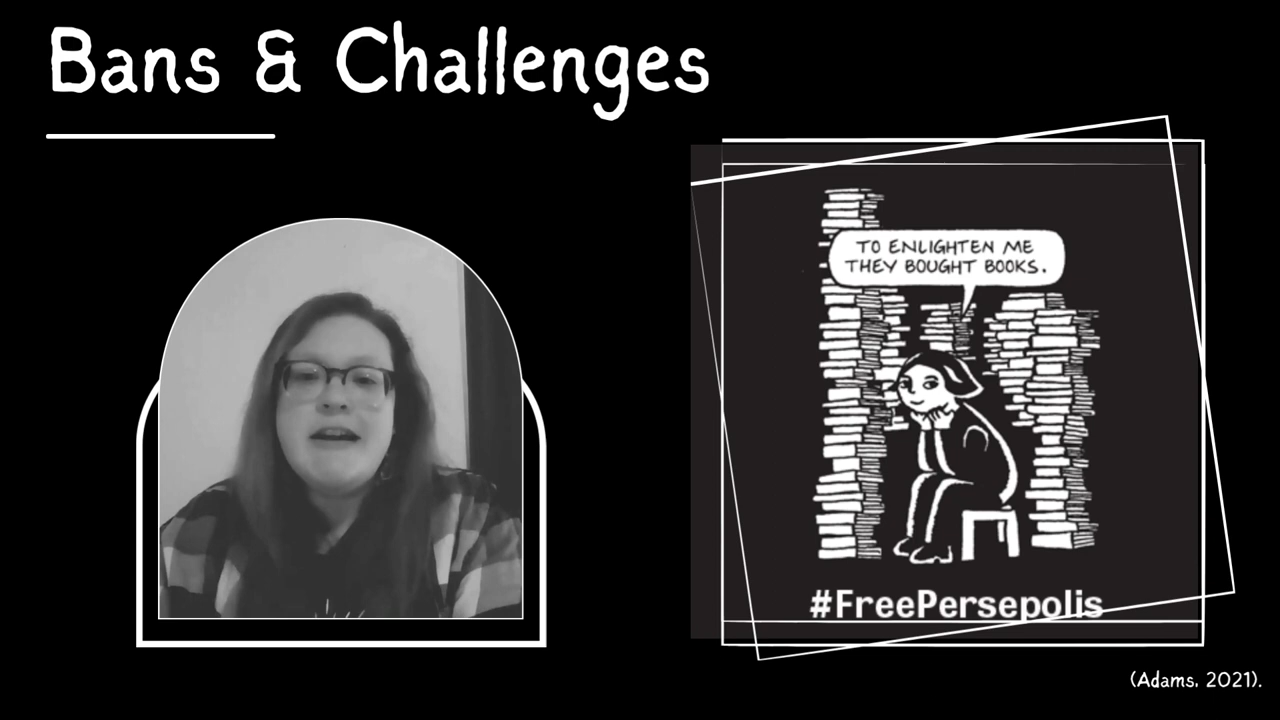 Bans & Challenges
TO ENLIGHTEN ME
THEY BOUGHT BOOKS.
#FreePersepolis
(Adams, 2021).